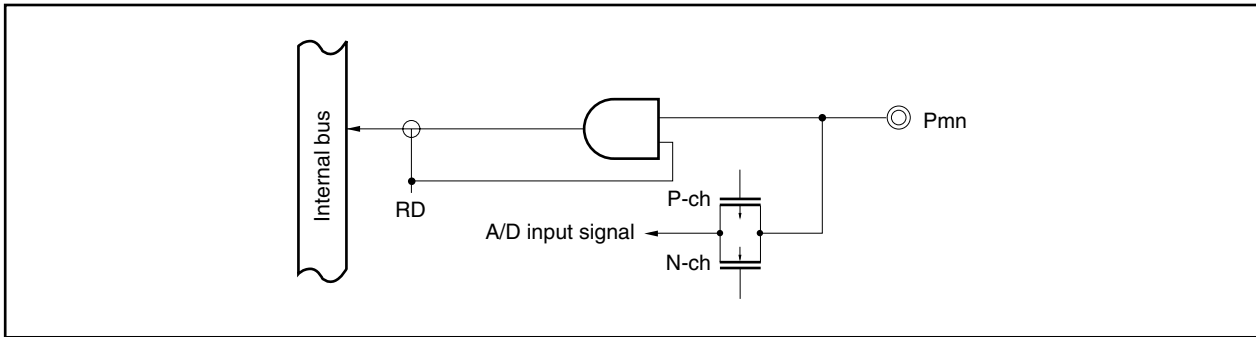 Internal bus
RD
Pmn
P-ch
A/D input signal
N-ch